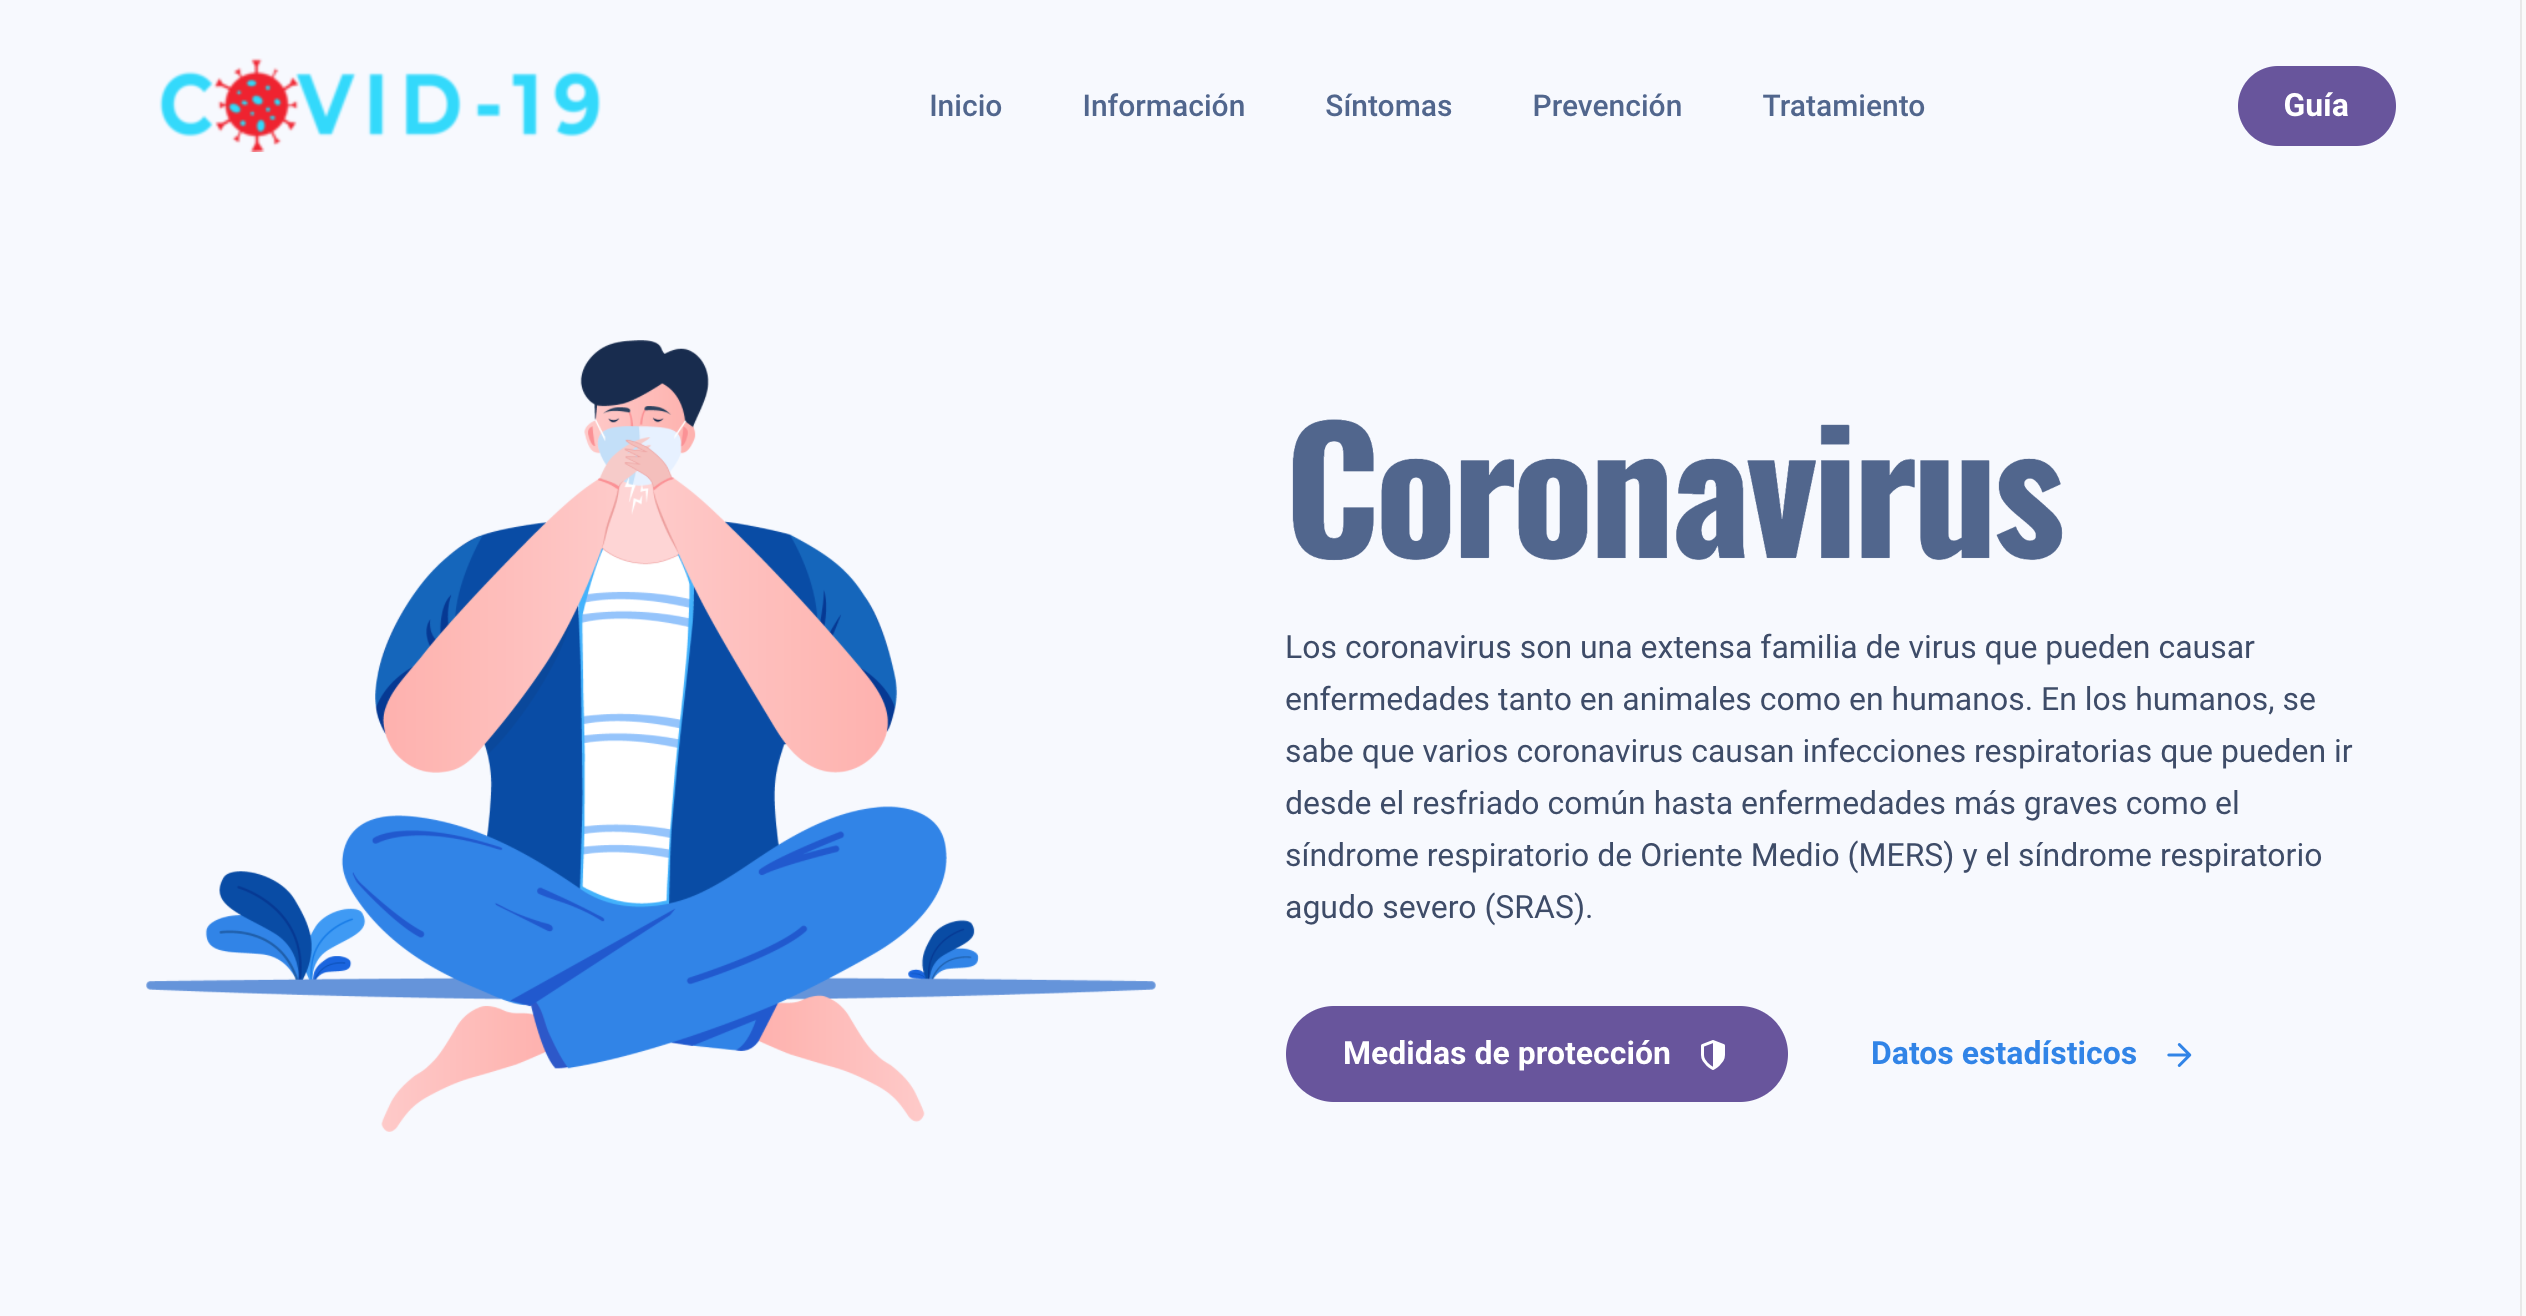 COVID-19
Inicio
Información
Síntomas
Prevención
Tratamiento
Guía
Coronavirus
Los coronavirus son una extensa familia de virus que pueden causar
enfermedades tanto en animales como en humanos. En los humanos, se
sabe que varios coronavirus causan infecciones respiratorias que pueden ir
desde el resfriado común hasta enfermedades más graves como el
síndrome respiratorio de Oriente Medio (MERS) y el síndrome respiratorio
agudo severo (SRAS).
Medidas de protección
Datos estadísticos